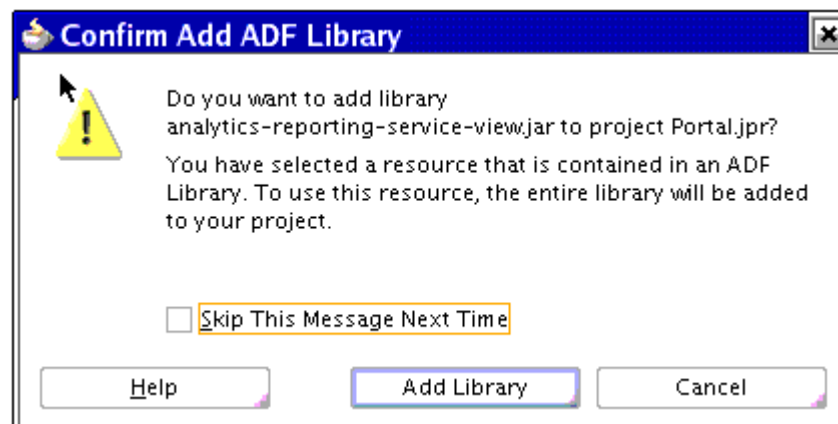 Confirm Add ADF Library
Do you want to add library
analytics-reporting-service-view.jar to project Portal.jpr?
You have selected a resource that is contained in an ADF
Library. To use this resource, the entire library will be added
to your project.
Skip This Message Next Time
Help Add Library Cancel